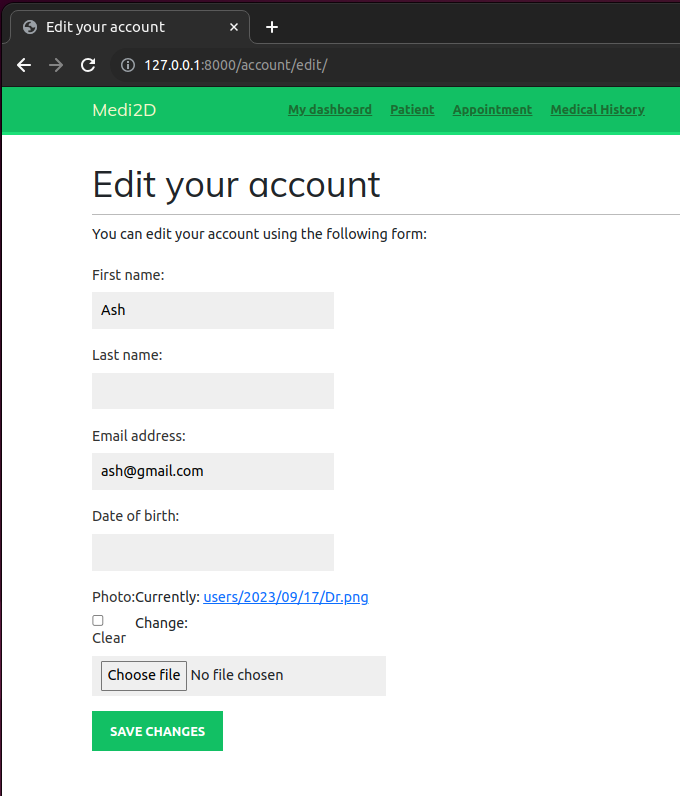 Edit your account
127.0.0.1:8000/account/edit/
Medi2D My dashboard Patient Appointment Medical History
Edit your account
You can edit your account using the following form:
First name:
Ash
Last name:
Email address:
ash@gmail.com
Date of birth:
Photo:Currently: users/2023/09/17/Dr.png
Change:
Clear
Choose file No file chosen
SAVE CHANGES